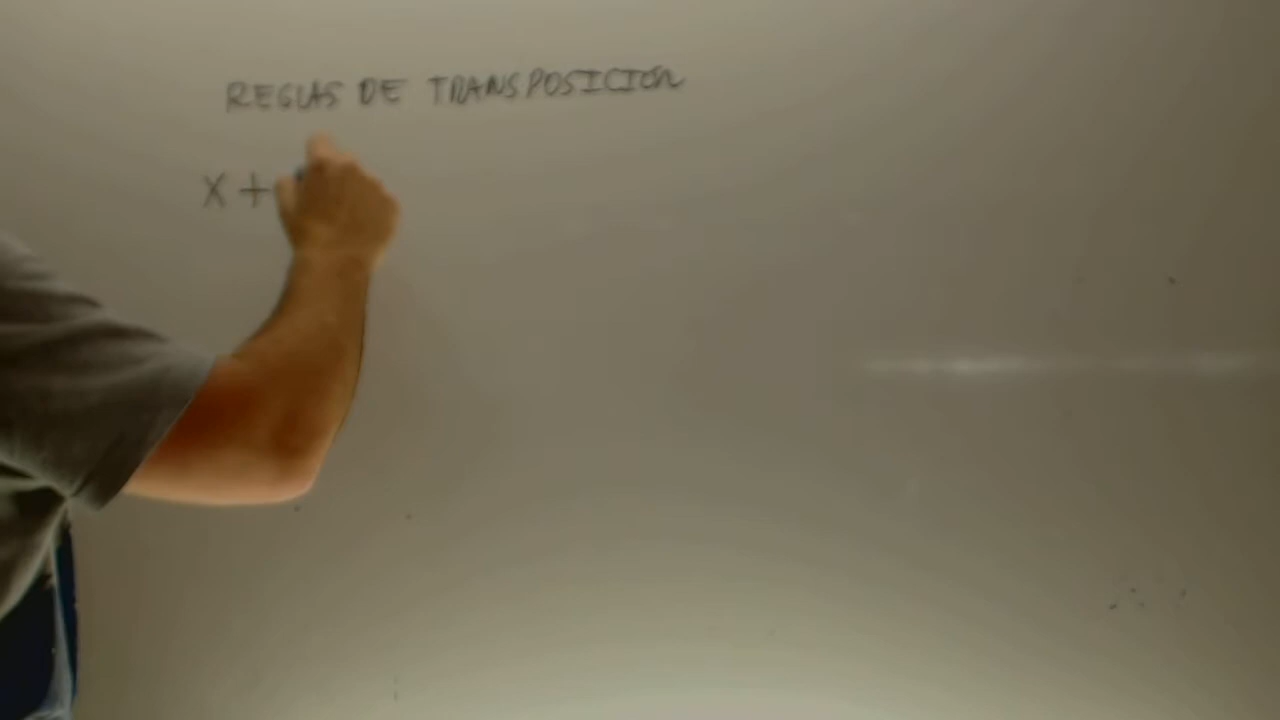 REGLAS DE TRANSPOSICION
X +